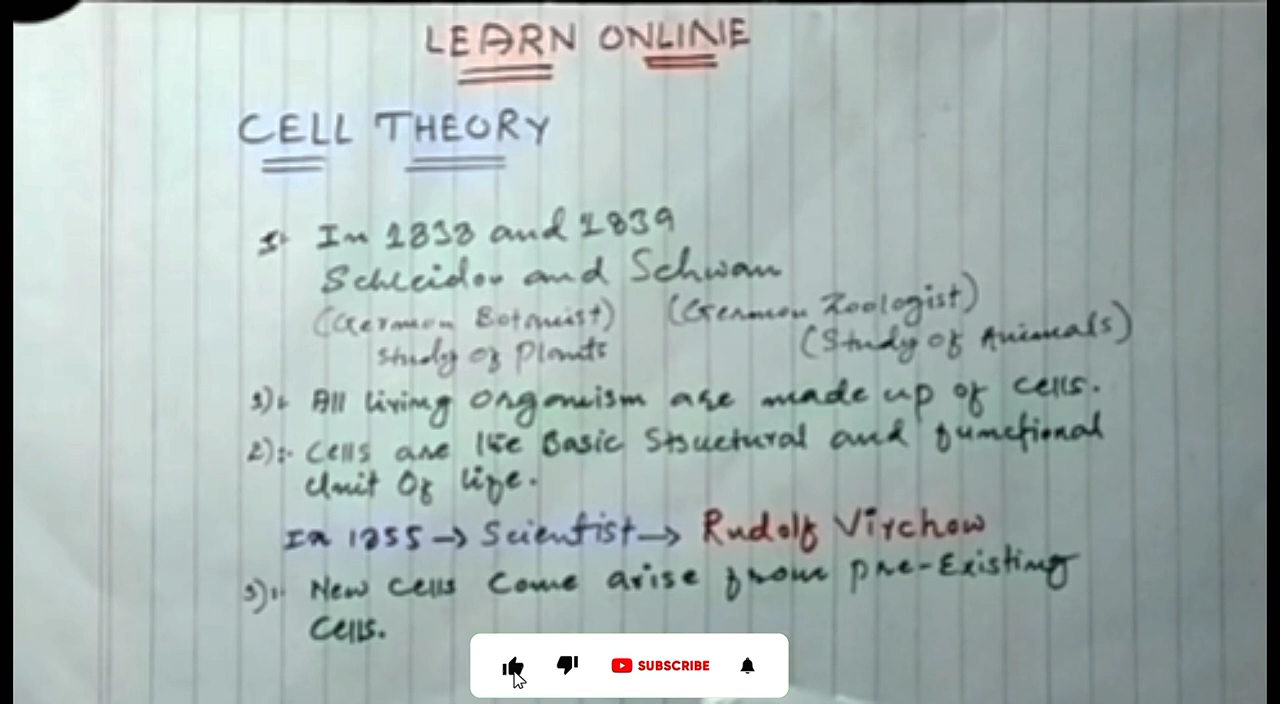 LEARN ONLINE
CELL THEORY
1:- In 1838 and 1839
Schleiden and Schwan
(German Botanist) (German Zoologist)
Study of Plants (Study of Animals)
1):- All living organism are made up of cells.
2):- Cells are the Basic Structural and functional
Unit Of life.
In 1855 → Scientist → Rudolf Virchow
3):- New cells Come arise from pre-Existing
Cells.
SUBSCRIBE